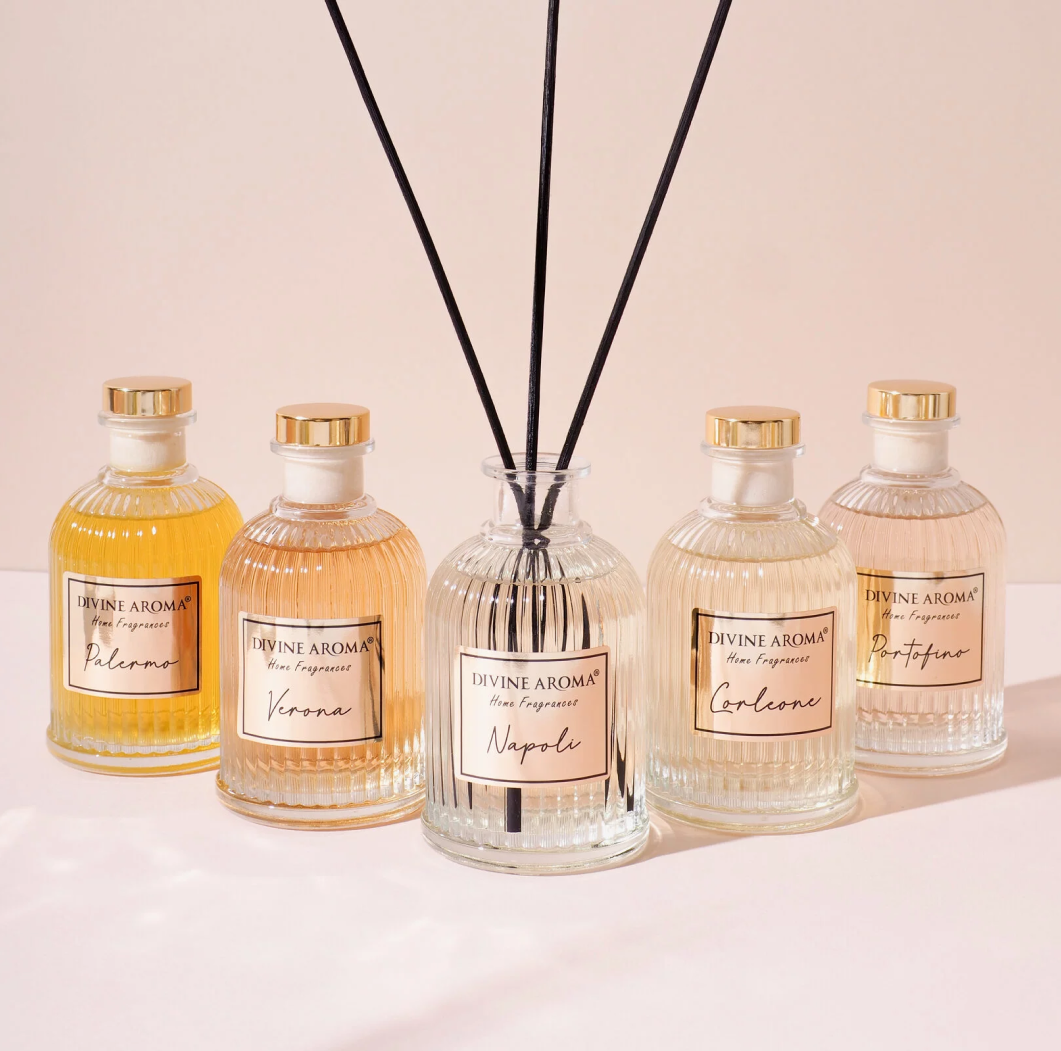 DIVINE AROMA®
Home Fragrances
Palermo
DIVINE AROMA®
Home Fragrances
Verona
DIVINE AROMA®
Home Fragrances
Napoli
DIVINE AROMA®
Home Fragrances
Corleone
DIVINE AROMA®
Home Fragrances
Portofino